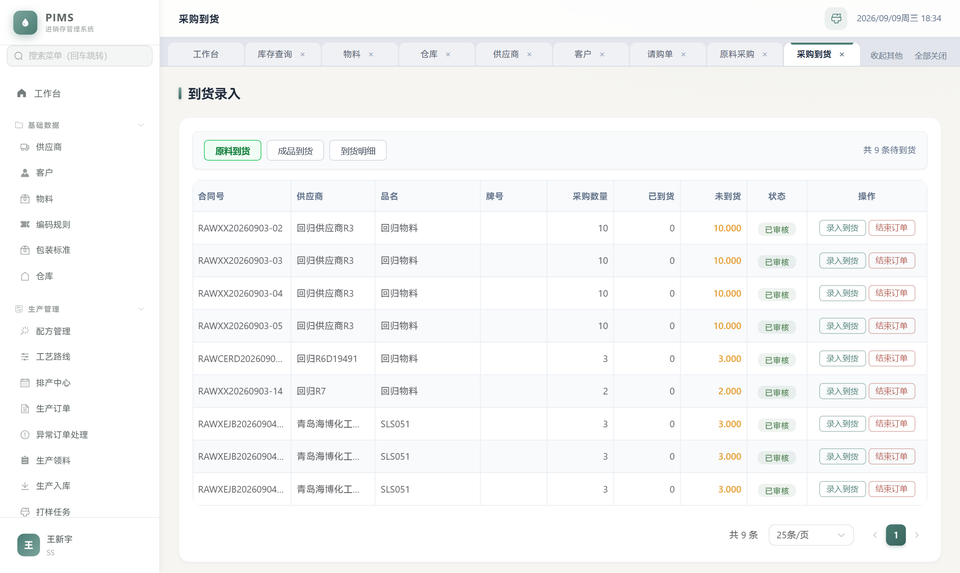 PIMS
进销存管理系统
搜索菜单（回车跳转）
工作台
基础数据
供应商
客户
物料
编码规则
包装标准
仓库
生产管理
配方管理
工艺路线
排产中心
生产订单
异常订单处理
生产领料
生产入库
打样任务
王
王新宇
SS
采购到货
2026/09/09周三 18:34
工作台 库存查询 × 物料 × 仓库 × 供应商 × 客户 × 请购单 × 原料采购 × 采购到货 × 收起其他 全部关闭
到货录入
原料到货 成品到货 到货明细 共 9 条待到货
合同号 供应商 品名 牌号 采购数量 已到货 未到货 状态 操作
RAWXX20260903-02 回归供应商R3 回归物料 10 0 10.000 已审核 录入到货 结束订单
RAWXX20260903-03 回归供应商R3 回归物料 10 0 10.000 已审核 录入到货 结束订单
RAWXX20260903-04 回归供应商R3 回归物料 10 0 10.000 已审核 录入到货 结束订单
RAWXX20260903-05 回归供应商R3 回归物料 10 0 10.000 已审核 录入到货 结束订单
RAWCERD2026090... 回归R6D19491 回归物料 3 0 3.000 已审核 录入到货 结束订单
RAWXX20260903-14 回归R7 回归物料 2 0 2.000 已审核 录入到货 结束订单
RAWXEJB20260904... 青岛海博化工... SLS051 3 0 3.000 已审核 录入到货 结束订单
RAWXEJB20260904... 青岛海博化工... SLS051 3 0 3.000 已审核 录入到货 结束订单
RAWXEJB20260904... 青岛海博化工... SLS051 3 0 3.000 已审核 录入到货 结束订单
共 9 条 25条/页 1